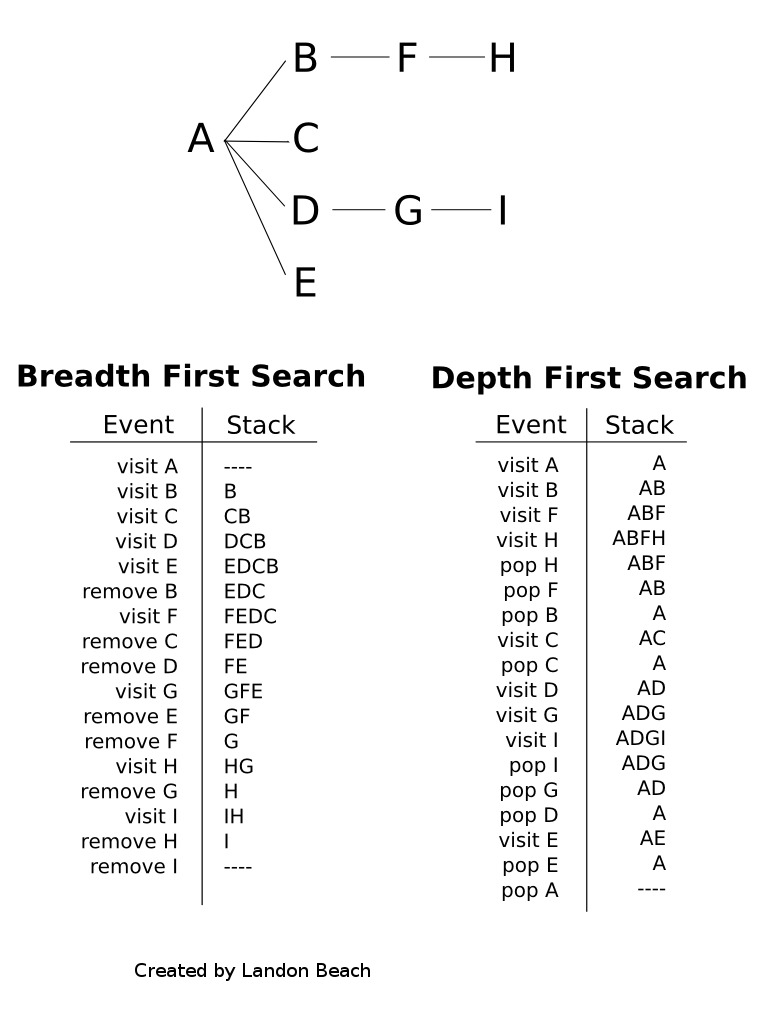 B F H
A C
D G I
E
Breadth First Search
Event Stack
visit A ----
visit B B
visit C CB
visit D DCB
visit E EDCB
remove B EDC
visit F FEDC
remove C FED
remove D FE
visit G GFE
remove E GF
remove F G
visit H HG
remove G H
visit I IH
remove H I
remove I ----
Depth First Search
Event Stack
visit A A
visit B AB
visit F ABF
visit H ABFH
pop H ABF
pop F AB
pop B A
visit C AC
pop C A
visit D AD
visit G ADG
visit I ADGI
pop I ADG
pop G AD
pop D A
visit E AE
pop E A
pop A ----
Created by Landon Beach